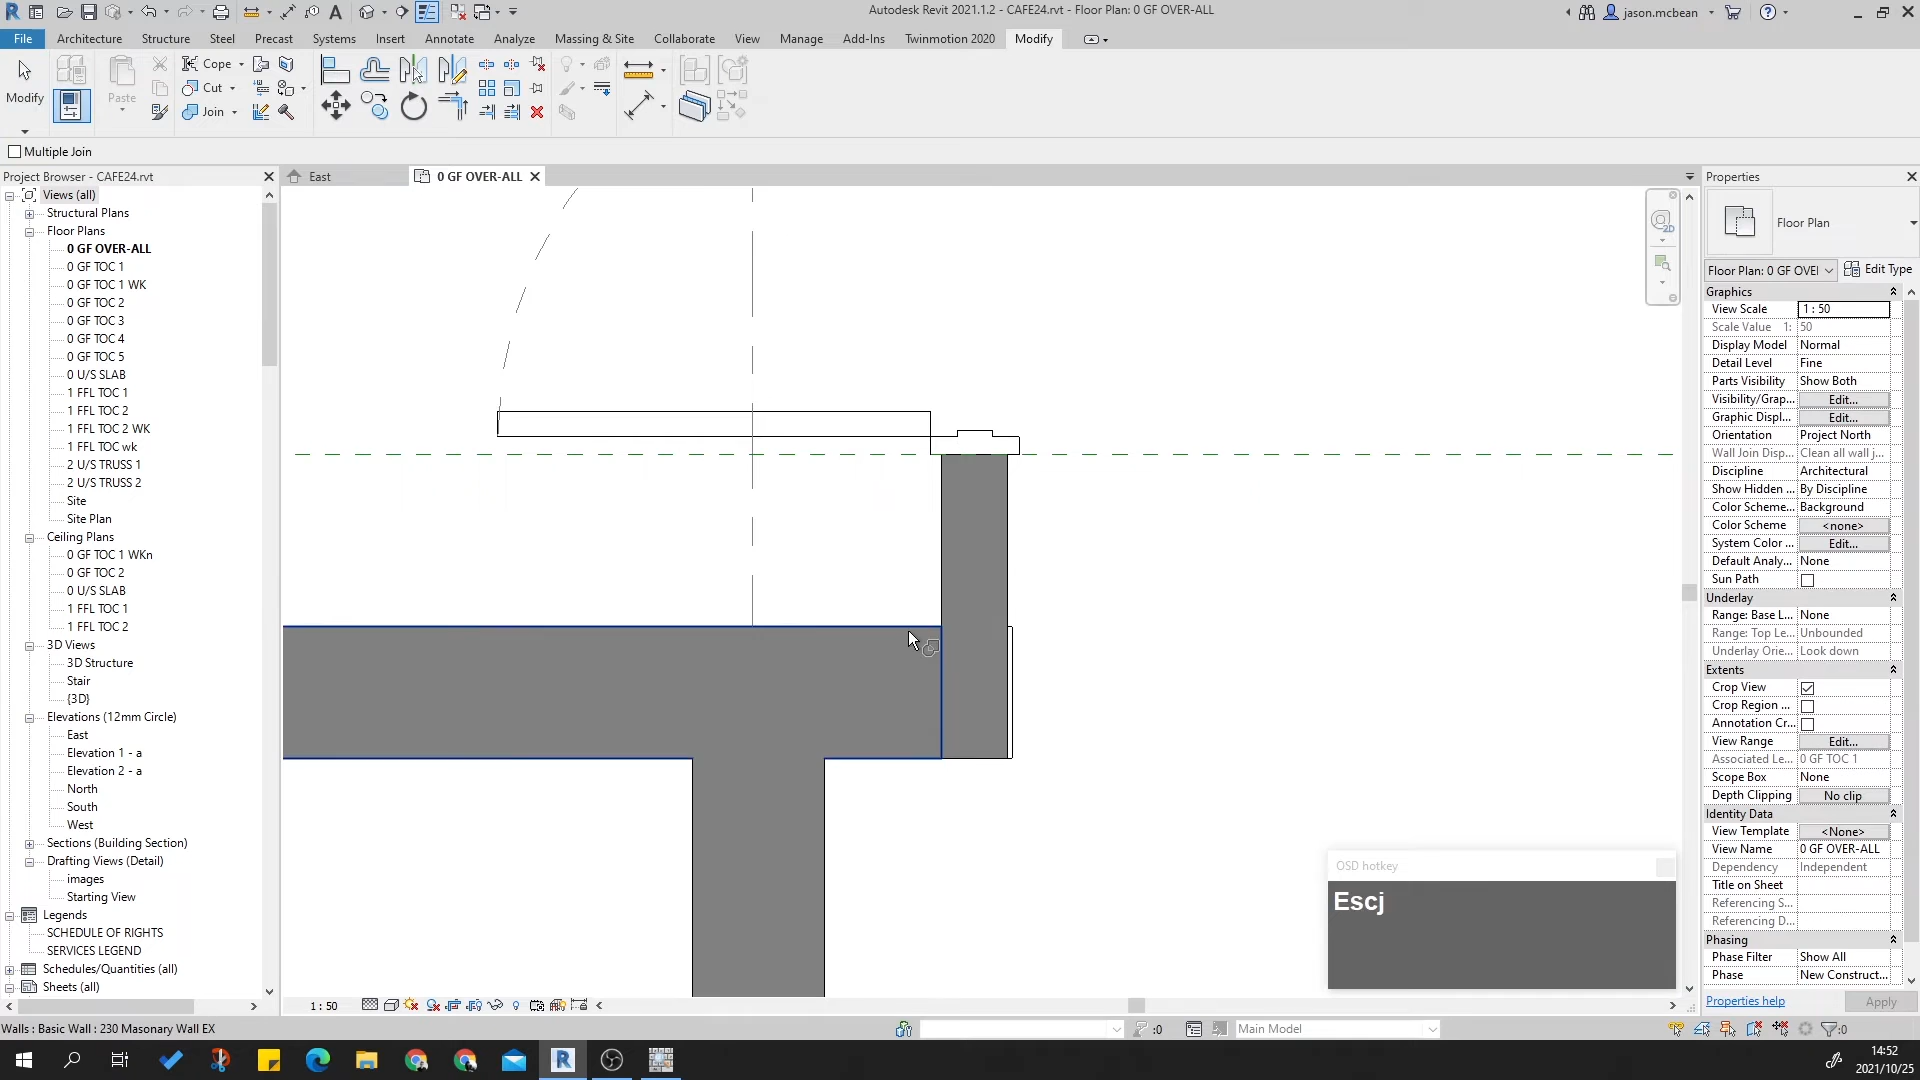 Autodesk Revit 2021.1.2 - CAFE24.rvt - Floor Plan: 0 GF OVER-ALL
jason.mcbean
File
Architecture
Structure
Steel
Precast
Systems
Insert
Annotate
Analyze
Massing & Site
Collaborate
View
Manage
Add-Ins
Twinmotion 2020
Modify
Modify
Paste
Cope
Cut
Join
Multiple Join
Project Browser - CAFE24.rvt
Views (all)
Structural Plans
Floor Plans
0 GF OVER-ALL
0 GF TOC 1
0 GF TOC 1 WK
0 GF TOC 2
0 GF TOC 3
0 GF TOC 4
0 GF TOC 5
0 U/S SLAB
1 FFL TOC 1
1 FFL TOC 2
1 FFL TOC 2 WK
1 FFL TOC wk
2 U/S TRUSS 1
2 U/S TRUSS 2
Site
Site Plan
Ceiling Plans
0 GF TOC 1 WKn
0 GF TOC 2
0 U/S SLAB
1 FFL TOC 1
1 FFL TOC 2
3D Views
3D Structure
Stair
{3D}
Elevations (12mm Circle)
East
Elevation 1 - a
Elevation 2 - a
North
South
West
Sections (Building Section)
Drafting Views (Detail)
images
Starting View
Legends
SCHEDULE OF RIGHTS
SERVICES LEGEND
Schedules/Quantities (all)
Sheets (all)
East
0 GF OVER-ALL
2D
OSD hotkey
Escj
1 : 50
Properties
Floor Plan
Floor Plan: 0 GF OVEI
Edit Type
Graphics
View Scale 1 : 50
Scale Value 1: 50
Display Model Normal
Detail Level Fine
Parts Visibility Show Both
Visibility/Grap... Edit...
Graphic Displ... Edit...
Orientation Project North
Wall Join Disp... Clean all wall j...
Discipline Architectural
Show Hidden ... By Discipline
Color Scheme... Background
Color Scheme <none>
System Color ... Edit...
Default Analy... None
Sun Path
Underlay
Range: Base L... None
Range: Top Le... Unbounded
Underlay Orie... Look down
Extents
Crop View
Crop Region ...
Annotation Cr...
View Range Edit...
Associated Le... 0 GF TOC 1
Scope Box None
Depth Clipping No clip
Identity Data
View Template <None>
View Name 0 GF OVER-ALL
Dependency Independent
Title on Sheet
Referencing S...
Referencing D...
Phasing
Phase Filter Show All
Phase New Construct...
Properties help
Apply
Walls : Basic Wall : 230 Masonary Wall EX
:0
Main Model
:0
14:52
2021/10/25